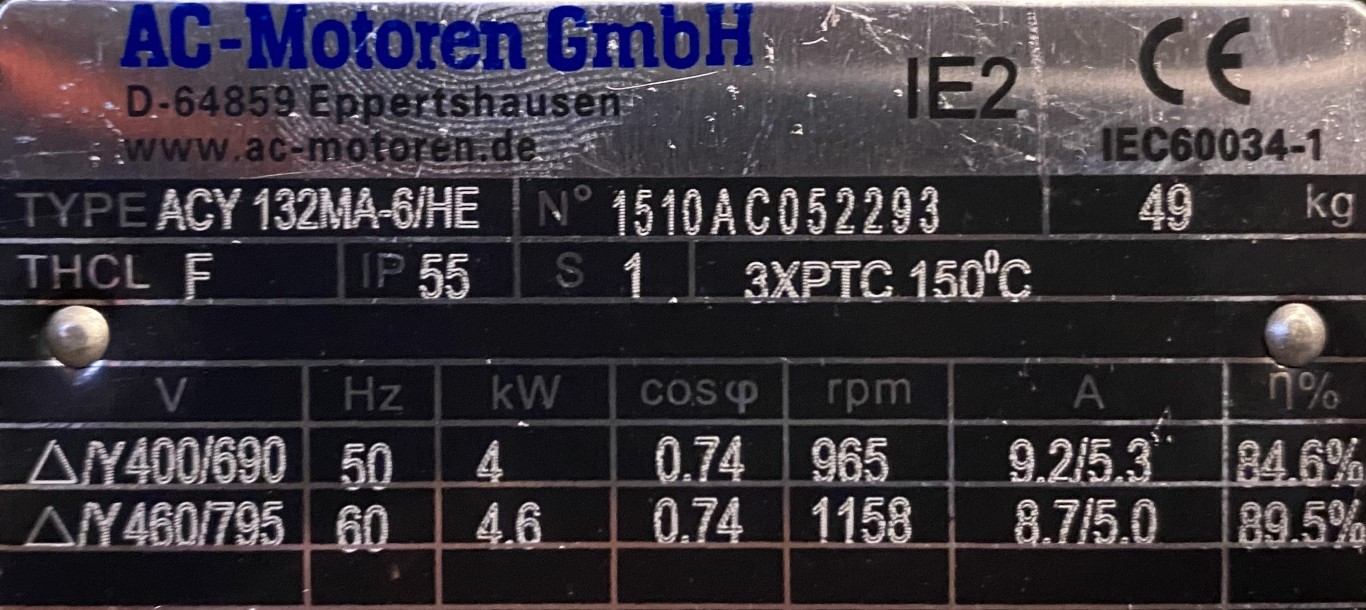 AC-Motoren GmbH
D-64859 Eppertshausen
www.ac-motoren.de
IE2
CE
IEC60034-1
TYPE ACY 132MA-6/HE N° 1510AC052293 49 kg
THCL F IP 55 S 1 3XPTC 150°C
V Hz kW cosφ rpm A η%
△/Y400/690 50 4 0.74 965 9.2/5.3 84.6%
△/Y460/795 60 4.6 0.74 1158 8.7/5.0 89.5%